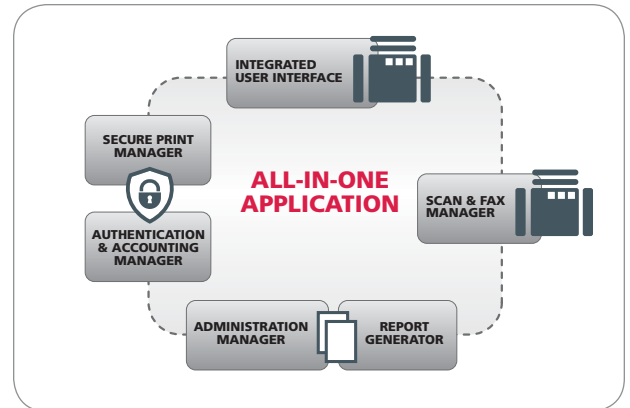 INTEGRATED
USER INTERFACE
SECURE PRINT
MANAGER
ALL-IN-ONE
APPLICATION
SCAN & FAX
MANAGER
AUTHENTICATION
& ACCOUNTING
MANAGER
ADMINISTRATION
MANAGER
REPORT
GENERATOR